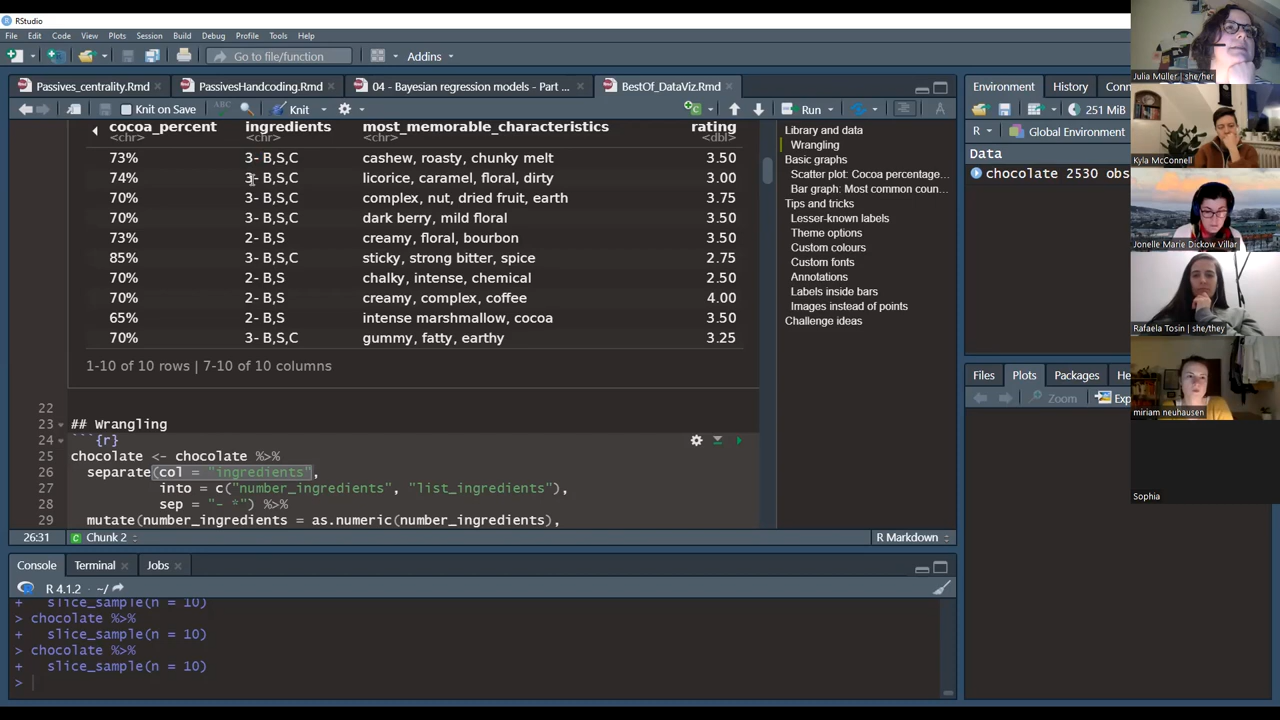 RStudio
File Edit Code View Plots Session Build Debug Profile Tools Help
Go to file/function Addins
Passives_centrality.Rmd PassivesHandcoding.Rmd 04 - Bayesian regression models - Part ... BestOf_DataViz.Rmd
Knit on Save ABC Knit Run
cocoa_percent ingredients most_memorable_characteristics rating
<chr> <chr> <chr> <dbl>
73% 3- B,S,C cashew, roasty, chunky melt 3.50
74% 3- B,S,C licorice, caramel, floral, dirty 3.00
70% 3- B,S,C complex, nut, dried fruit, earth 3.75
70% 3- B,S,C dark berry, mild floral 3.50
73% 2- B,S creamy, floral, bourbon 3.50
85% 3- B,S,C sticky, strong bitter, spice 2.75
70% 2- B,S chalky, intense, chemical 2.50
70% 2- B,S creamy, complex, coffee 4.00
65% 2- B,S intense marshmallow, cocoa 3.50
70% 3- B,S,C gummy, fatty, earthy 3.25
1-10 of 10 rows | 7-10 of 10 columns
22
23 ## Wrangling
24 ```{r}
25 chocolate <- chocolate %>%
26 separate(col = "ingredients",
27 into = c("number_ingredients", "list_ingredients"),
28 sep = "- *") %>%
29 mutate(number_ingredients = as.numeric(number_ingredients),
26:31 Chunk 2 R Markdown
Library and data
Wrangling
Basic graphs
Scatter plot: Cocoa percentage...
Bar graph: Most common coun...
Tips and tricks
Lesser-known labels
Theme options
Custom colours
Custom fonts
Annotations
Labels inside bars
Images instead of points
Challenge ideas
Console Terminal Jobs
R 4.1.2 · ~/
+ slice_sample(n = 10)
> chocolate %>%
+ slice_sample(n = 10)
> chocolate %>%
+ slice_sample(n = 10)
>
Environment History Conn
251 MiB
R Global Environment
Data
chocolate 2530 obs
Files Plots Packages He
Zoom Exp
Julia Müller | she/her
Kyla McConnell
Jonelle Marie Dickow Villar
Rafaela Tosin | she/they
miriam neuhausen
Sophia